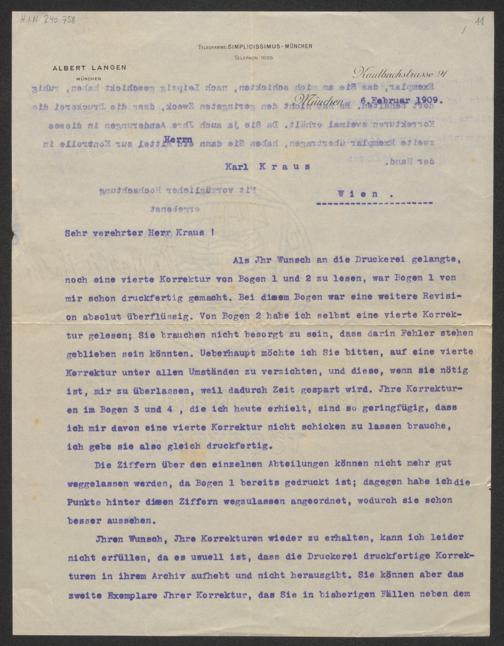 H.I.N. 240.758
11
TELEGRAMME: SIMPLICISSIMUS-MÜNCHEN
TELEPHON 1099
ALBERT LANGEN
MÜNCHEN
Kaulbachstrasse 91
München 6.Februar 1909.
Herrn
Karl Kraus
Wien.
Sehr verehrter Herr Kraus !
Als Jhr Wunsch an die Druckerei gelangte,
noch eine vierte Korrektur von Bogen 1 und 2 zu lesen, war Bogen 1 von
mir schon druckfertig gemacht. Bei diesem Bogen war eine weitere Revisi-
on absolut überflüssig. Von Bogen 2 habe ich selbst eine vierte Korrek-
tur gelesen; Sie brauchen nicht besorgt zu sein, dass darin Fehler stehen
geblieben sein könnten. Ueberhaupt möchte ich Sie bitten, auf eine vierte
Korrektur unter allen Umständen zu verzichten, und diese, wenn sie nötig
ist, mir zu überlassen, weil dadurch Zeit gespart wird. Jhre Korrektur-
en im Bogen 3 und 4 , die ich heute erhielt, sind so geringfügig, dass
ich mir davon eine vierte Korrektur nicht schicken zu lassen brauche,
ich gebe sie also gleich druckfertig.
Die Ziffern über den einzelnen Abteilungen können nicht mehr gut
weggelassen werden, da Bogen 1 bereits gedruckt ist; dagegen habe ich die
Punkte hinter diesen Ziffern wegzulassen angeordnet, wodurch sie schon
besser aussehen.
Jhren Wunsch, Jhre Korrekturen wieder zu erhalten, kann ich leider
nicht erfüllen, da es usuell ist, dass die Druckerei druckfertige Korrek-
turen in ihrem Archiv aufhebt und nicht herausgibt. Sie können aber das
zweite Exemplare Jhrer Korrektur, das Sie in bisherigen Fällen neben dem